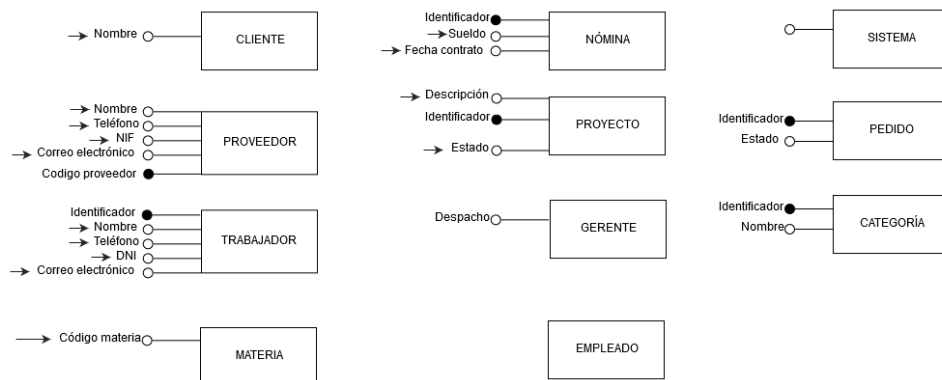 Nombre
CLIENTE
Identificador
Sueldo
Fecha contrato
NÓMINA
SISTEMA
Nombre
Teléfono
NIF
Correo electrónico
Codigo proveedor
PROVEEDOR
Descripción
Identificador
Estado
PROYECTO
Identificador
Estado
PEDIDO
Identificador
Nombre
Teléfono
DNI
Correo electrónico
TRABAJADOR
Despacho
GERENTE
Identificador
Nombre
CATEGORÍA
Código materia
MATERIA
EMPLEADO